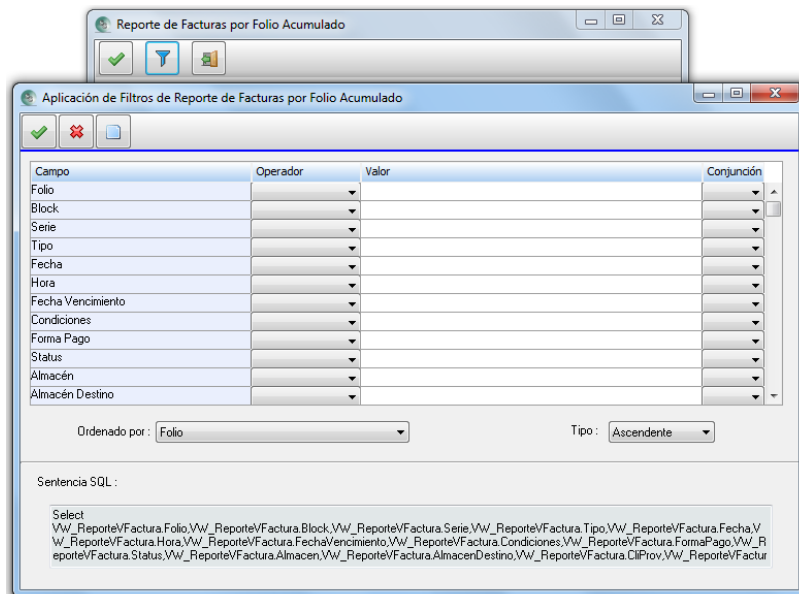 Reporte de Facturas por Folio Acumulado
Aplicación de Filtros de Reporte de Facturas por Folio Acumulado
Campo Operador Valor Conjunción
Folio
Block
Serie
Tipo
Fecha
Hora
Fecha Vencimiento
Condiciones
Forma Pago
Status
Almacén
Almacén Destino
Ordenado por : Folio Tipo : Ascendente
Sentencia SQL :
Select
VW_ReporteVFactura.Folio,VW_ReporteVFactura.Block,VW_ReporteVFactura.Serie,VW_ReporteVFactura.Tipo,VW_ReporteVFactura.Fecha,V
W_ReporteVFactura.Hora,VW_ReporteVFactura.FechaVencimiento,VW_ReporteVFactura.Condiciones,VW_ReporteVFactura.FormaPago,VW_R
eporteVFactura.Status,VW_ReporteVFactura.Almacen,VW_ReporteVFactura.AlmacenDestino,VW_ReporteVFactura.CliProv,VW_ReporteVFactur